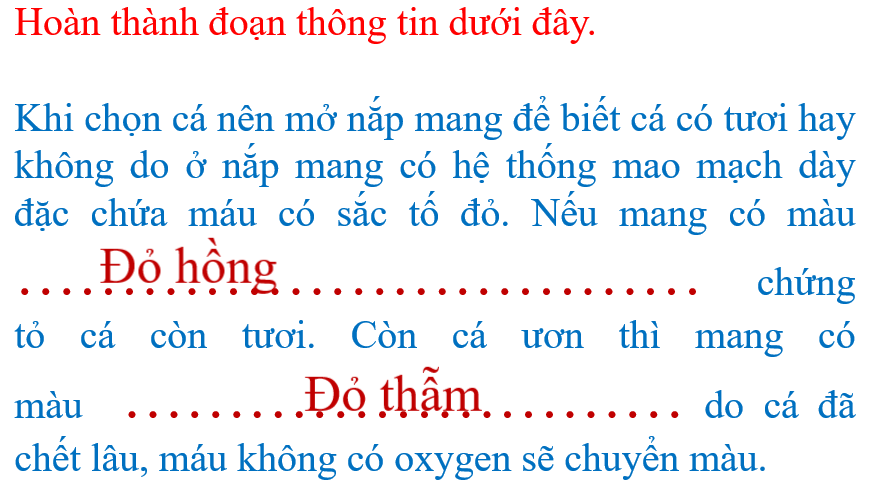 Hoàn thành đoạn thông tin dưới đây.
Khi chọn cá nên mở nắp mang để biết cá có tươi hay
không do ở nắp mang có hệ thống mao mạch dày
đặc chứa máu có sắc tố đỏ. Nếu mang có màu
Đỏ hồng chứng
tỏ cá còn tươi. Còn cá ươn thì mang có
màu Đỏ thẫm do cá đã
chết lâu, máu không có oxygen sẽ chuyển màu.